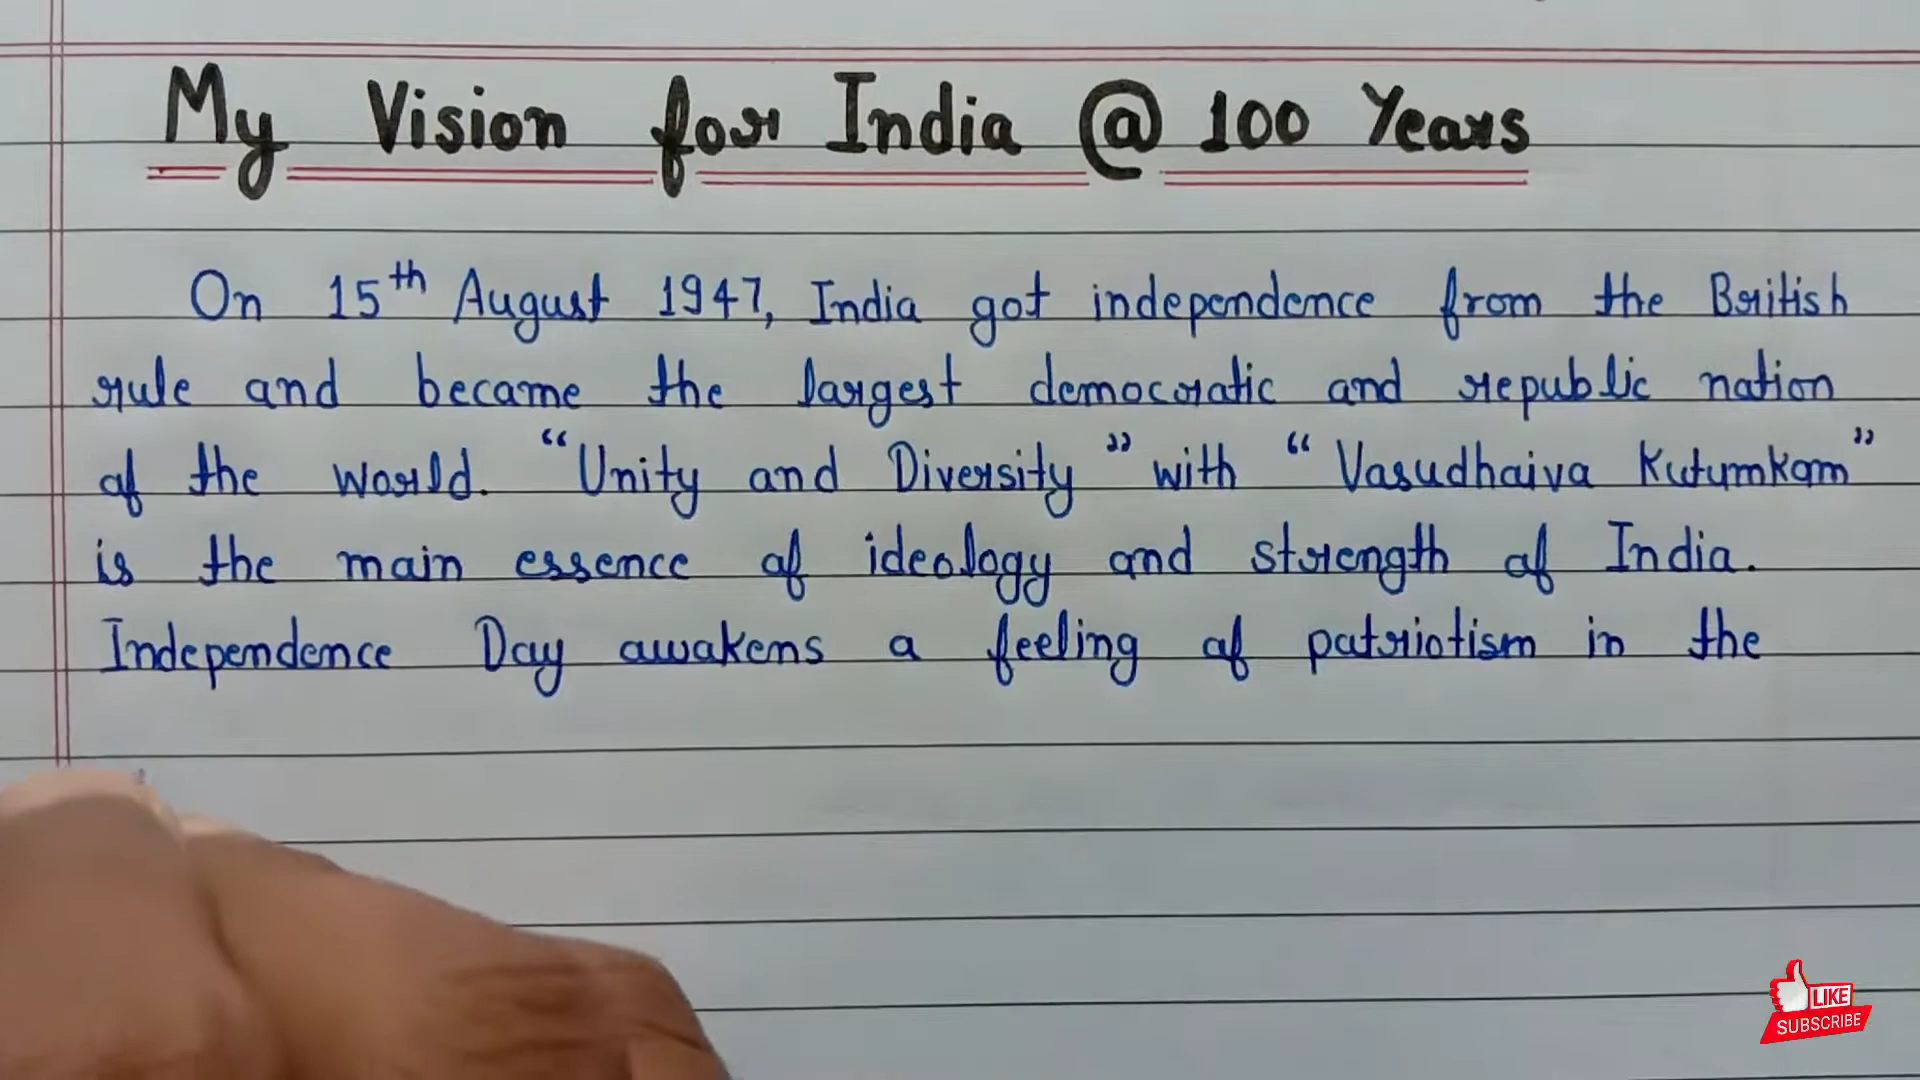 My Vision for India @ 100 Years
On 15th August 1947, India got independence from the British
rule and became the largest democratic and republic nation
of the world. "Unity and Diversity" with "Vasudhaiva Kutumkam"
is the main essence of ideology and strength of India.
Independence Day awakens a feeling of patriotism in the
LIKE
SUBSCRIBE